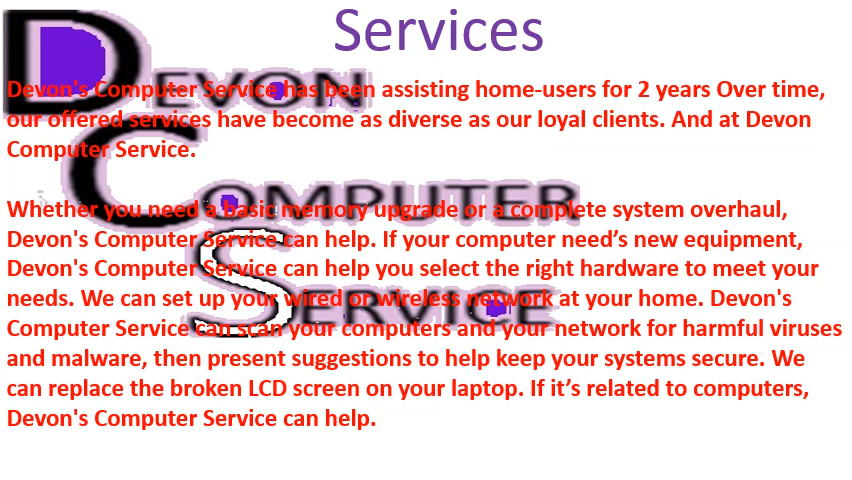 Services
DEVON
COMPUTER
SERVICE
Devon's Computer Service has been assisting home-users for 2 years Over time,
our offered services have become as diverse as our loyal clients. And at Devon
Computer Service.
Whether you need a basic memory upgrade or a complete system overhaul,
Devon's Computer Service can help. If your computer need’s new equipment,
Devon's Computer Service can help you select the right hardware to meet your
needs. We can set up your wired or wireless network at your home. Devon's
Computer Service can scan your computers and your network for harmful viruses
and malware, then present suggestions to help keep your systems secure. We
can replace the broken LCD screen on your laptop. If it’s related to computers,
Devon's Computer Service can help.